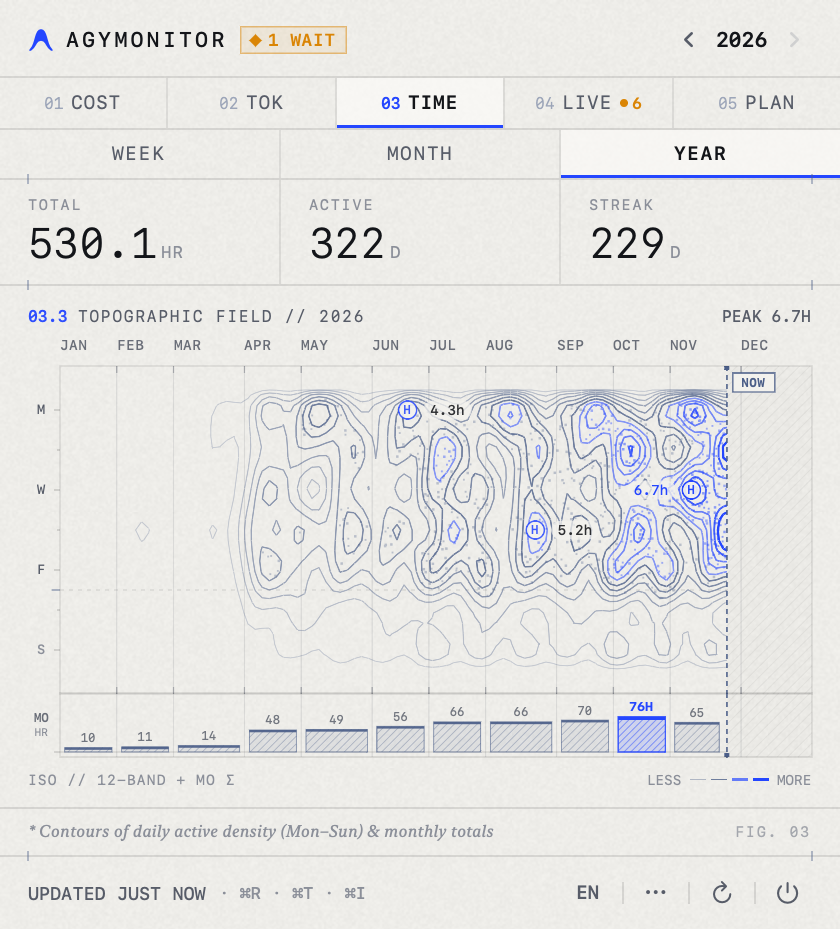 AGYMONITOR ◆ 1 WAIT < 2026 >
01 COST 02 TOK 03 TIME 04 LIVE ●6 05 PLAN
WEEK MONTH YEAR
TOTAL ACTIVE STREAK
530.1 HR 322 D 229 D
03.3 TOPOGRAPHIC FIELD // 2026 PEAK 6.7H
JAN FEB MAR APR MAY JUN JUL AUG SEP OCT NOV DEC
NOW
M H 4.3h
W 6.7h H
H 5.2h
F
S
MO HR
10 11 14 48 49 56 66 66 70 76H 65
ISO // 12–BAND + MO Σ LESS MORE
* Contours of daily active density (Mon–Sun) & monthly totals FIG. 03
UPDATED JUST NOW · ⌘R · ⌘T · ⌘I EN ···